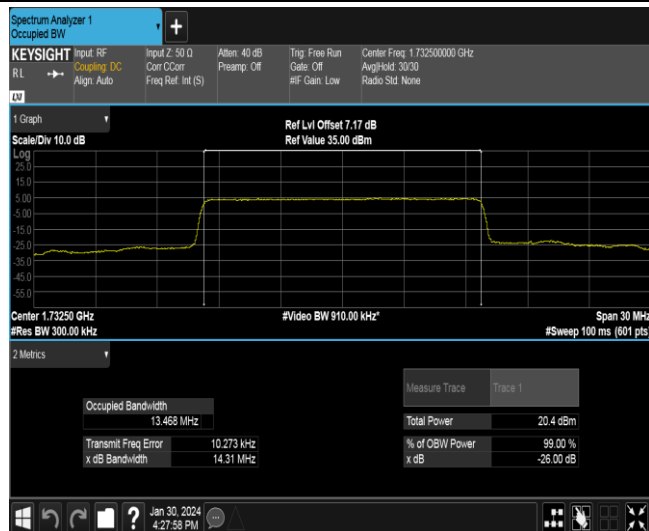 Spectrum Analyzer 1
Occupied BW
+
KEYSIGHT
RL
Input: RF
Coupling: DC
Align: Auto
Input Z: 50 Ω
Corr CCorr
Freq Ref: Int (S)
Atten: 40 dB
Preamp: Off
Trig: Free Run
Gate: Off
#IF Gain: Low
Center Freq: 1.732500000 GHz
Avg|Hold: 30/30
Radio Std: None
1 Graph
Scale/Div 10.0 dB
Ref Lvl Offset 7.17 dB
Ref Value 35.00 dBm
Log
25.0
15.0
5.00
-5.00
-15.0
-25.0
-35.0
-45.0
-55.0
Center 1.73250 GHz
#Res BW 300.00 kHz
#Video BW 910.00 kHz*
Span 30 MHz
#Sweep 100 ms (601 pts)
2 Metrics
Measure Trace Trace 1
Occupied Bandwidth
13.468 MHz
Total Power 20.4 dBm
Transmit Freq Error 10.273 kHz
% of OBW Power 99.00 %
x dB Bandwidth 14.31 MHz
x dB -26.00 dB
?
Jan 30, 2024
4:27:58 PM